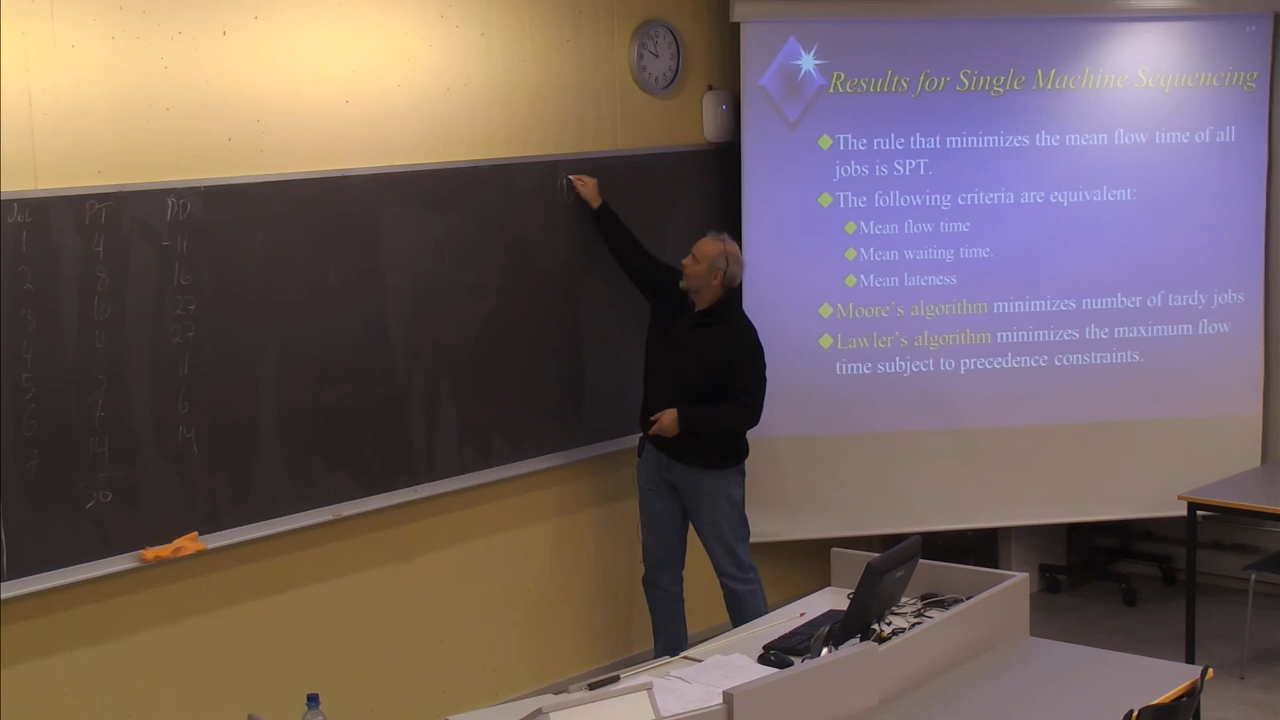 Job PT DD
1 4 11
2 8 16
3 10 27
4 4 27
5 11
6 7 6
7 14 14
Results for Single Machine Sequencing
The rule that minimizes the mean flow time of all
jobs is SPT.
The following criteria are equivalent:
Mean flow time
Mean waiting time.
Mean lateness
Moore's algorithm minimizes number of tardy jobs
Lawler's algorithm minimizes the maximum flow
time subject to precedence constraints.